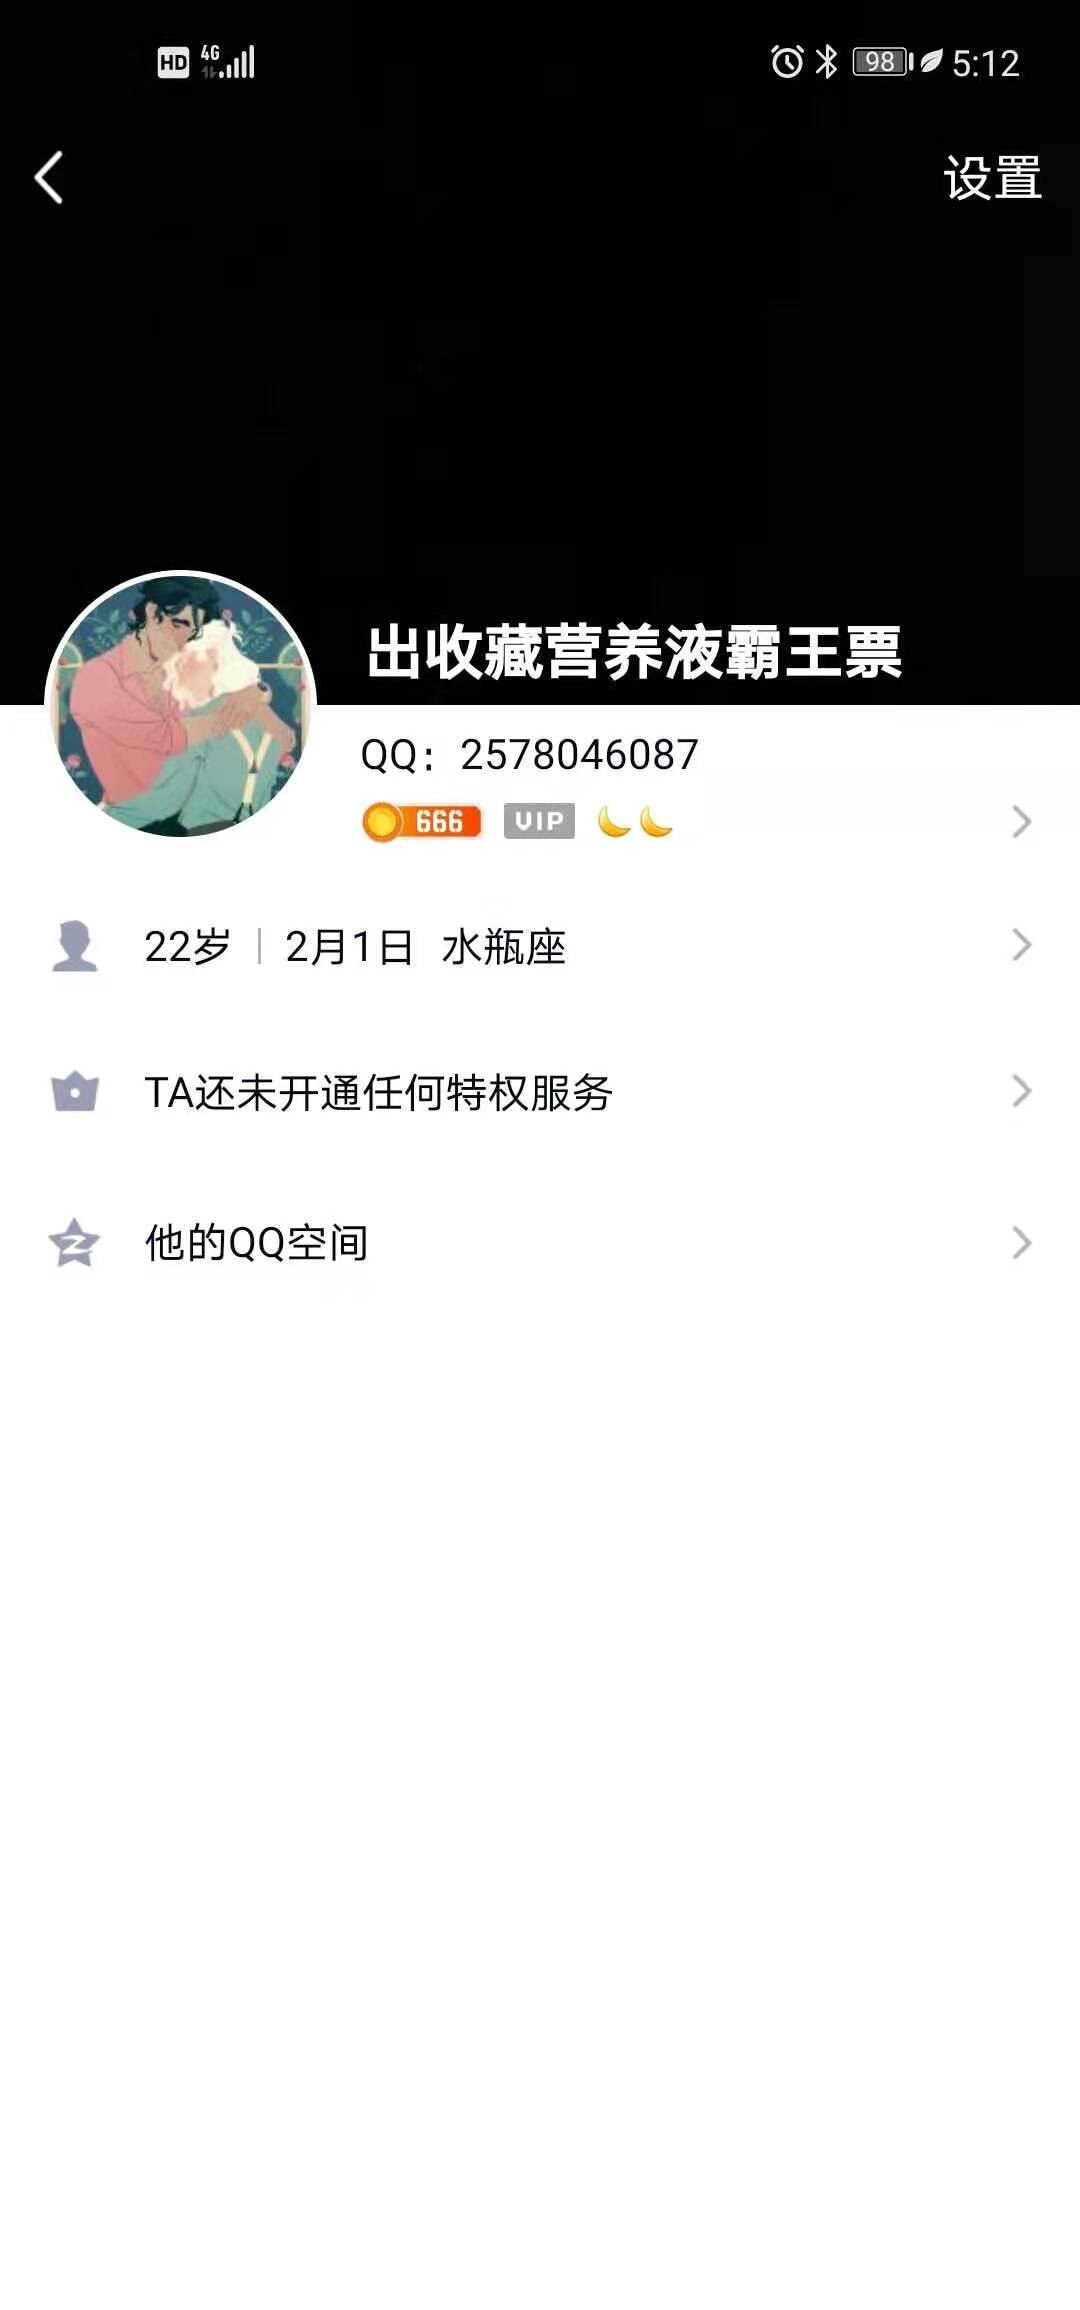 HD 4G 98 5:12
设置
出收藏营养液霸王票
QQ：2578046087
666 VIP
22岁 | 2月1日 水瓶座
TA还未开通任何特权服务
他的QQ空间